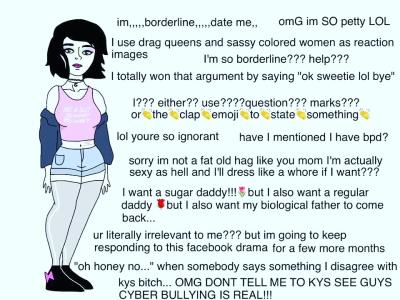 im,,,,,borderline,,,,,date me,, omG im SO petty LOL
I use drag queens and sassy colored women as reaction
images I'm so borderline??? help???
I totally won that argument by saying "ok sweetie lol bye"
I??? either?? use????question??? marks????
or👏the👏clap👏emoji👏to👏state👏something👏
lol youre so ignorant have I mentioned I have bpd?
sorry im not a fat old hag like you mom I'm actually
sexy as hell and I'll dress like a whore if I want???
I want a sugar daddy!!!🌷but I also want a regular
daddy 🌹but I also want my biological father to come
back...
ur literally irrelevant to me??? but im going to keep
responding to this facebook drama for a few more months
"oh honey no..." when somebody says something I disagree with
kys bitch... OMG DONT TELL ME TO KYS SEE GUYS
CYBER BULLYING IS REAL!!!